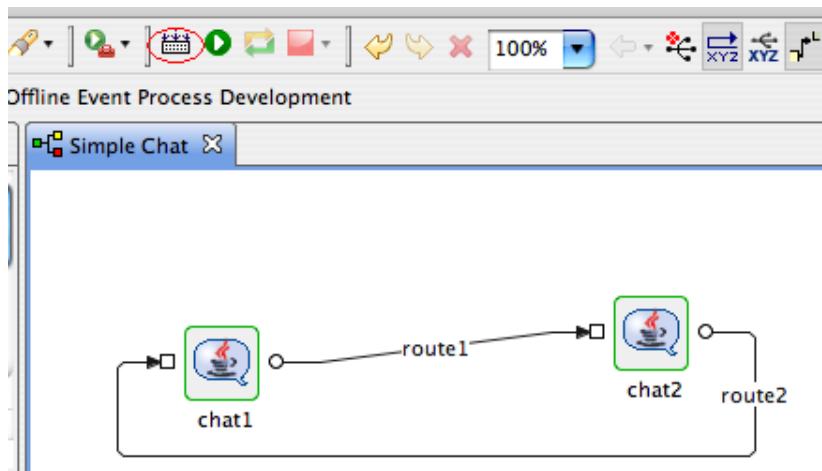 100%
XYZ
XYZ
L
Offline Event Process Development
Simple Chat
route1
chat1
chat2
route2